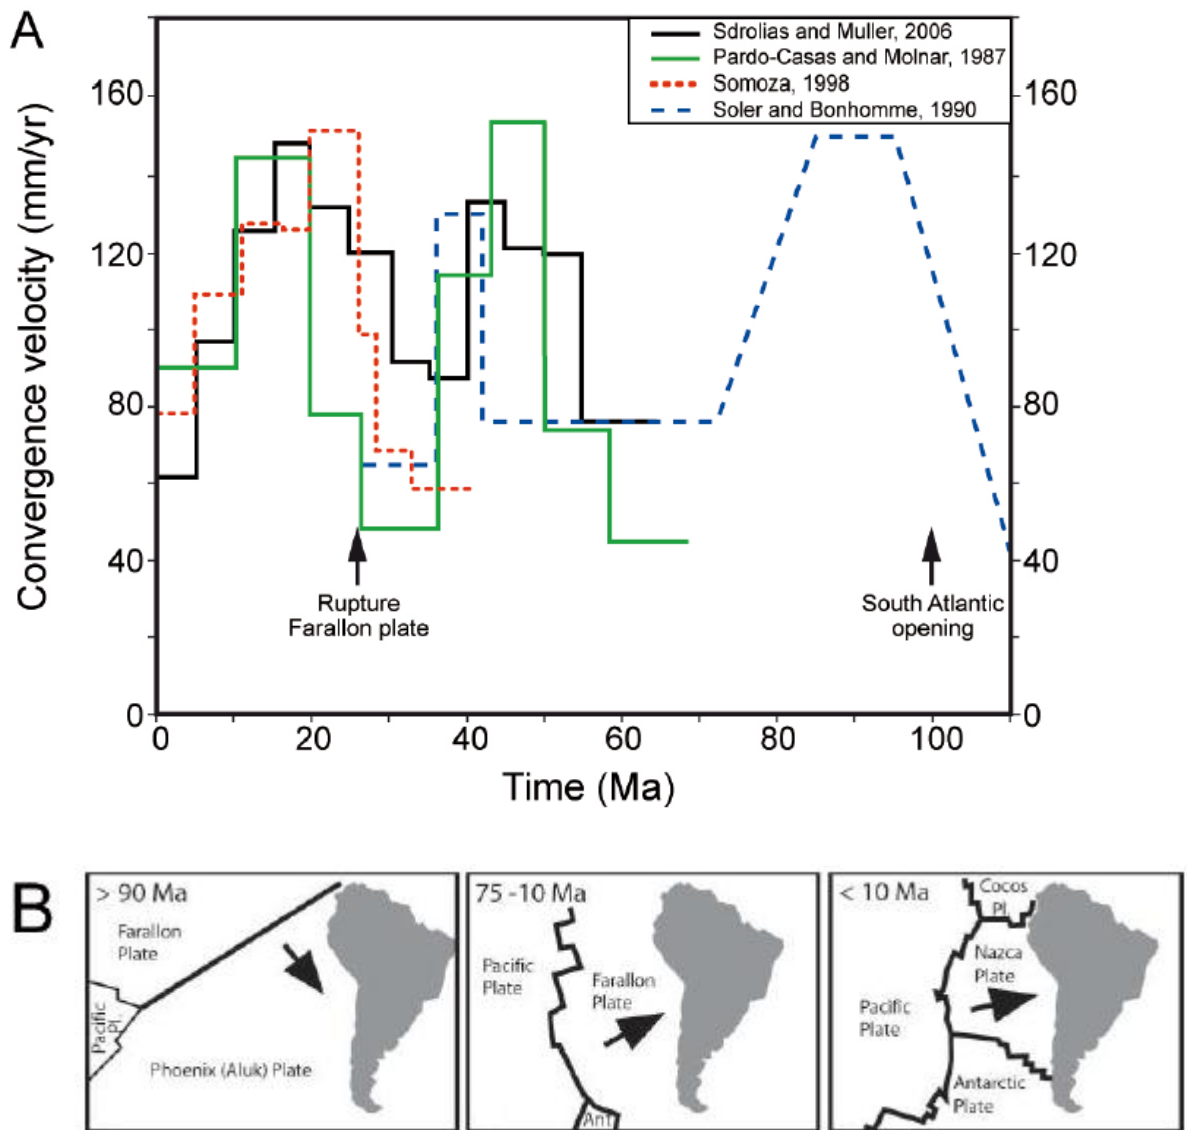 A
Sdrolias and Muller, 2006
Pardo-Casas and Molnar, 1987
Somoza, 1998
Soler and Bonhomme, 1990
Convergence velocity (mm/yr)
160
120
80
40
0
160
120
80
40
0
Rupture
Farallon plate
South Atlantic
opening
0 20 40 60 80 100
Time (Ma)
B
> 90 Ma
Farallon
Plate
Pacific
Pl.
Phoenix (Aluk) Plate
75 -10 Ma
Pacific
Plate
Farallon
Plate
Ant
< 10 Ma
Cocos
Pl.
Nazca
Plate
Pacific
Plate
Antarctic
Plate